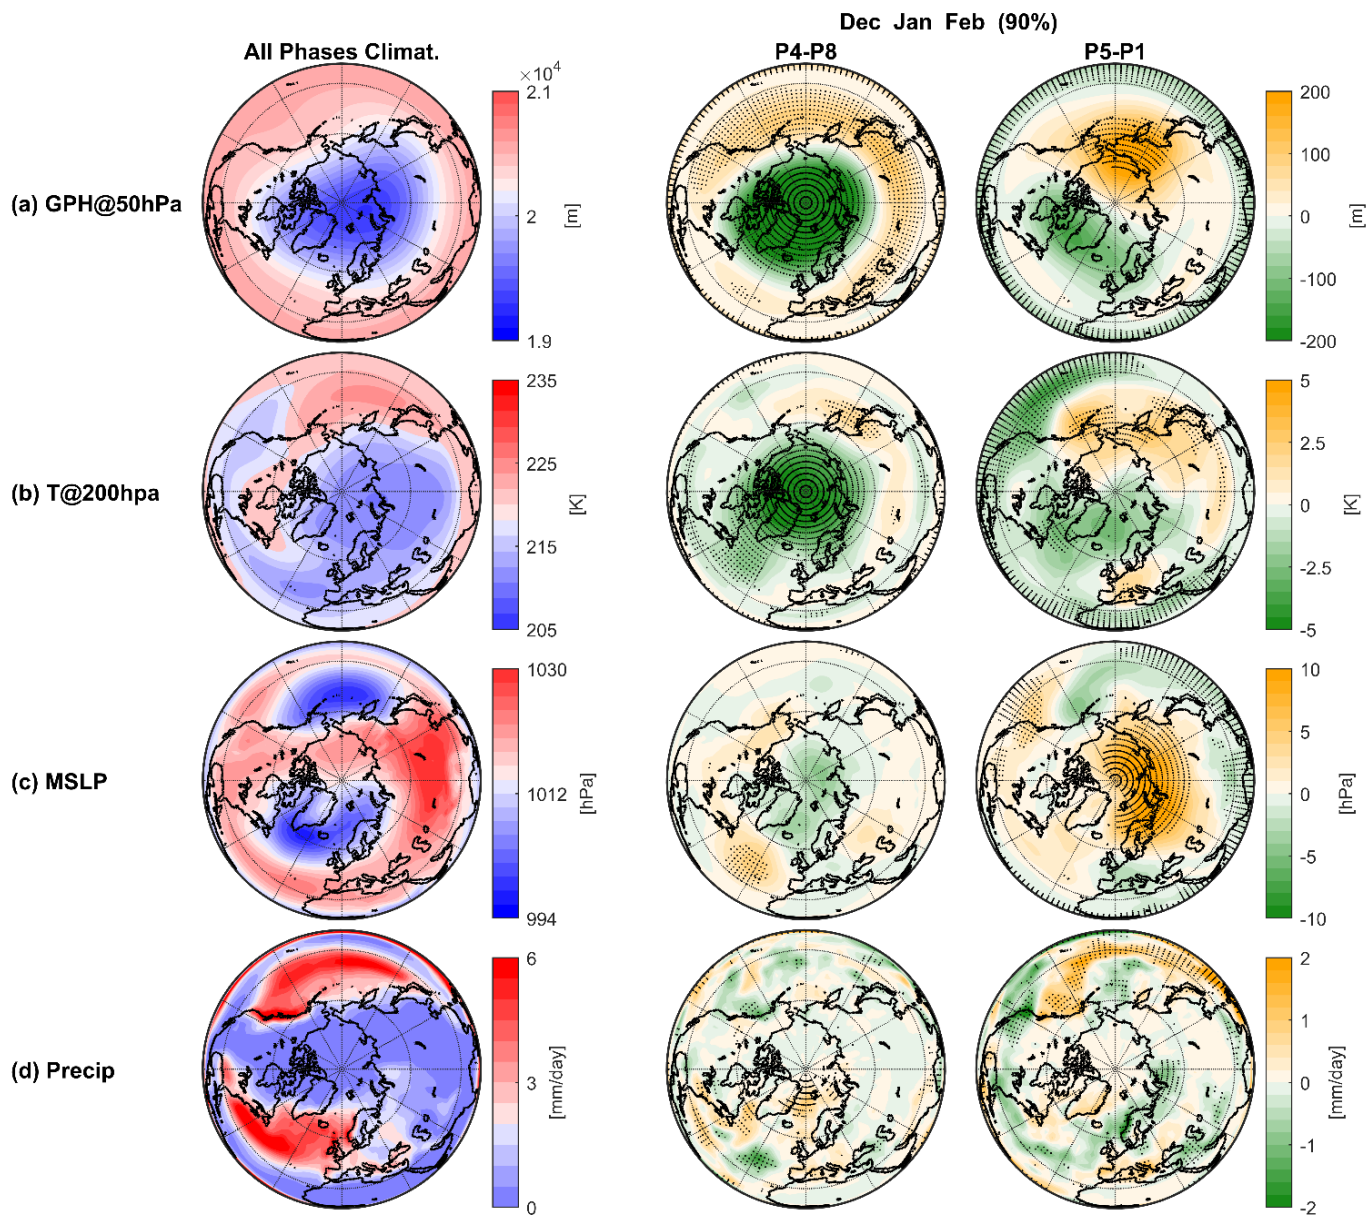 Dec Jan Feb (90%)
All Phases Climat.
P4-P8
P5-P1
×10⁴
(a) GPH@50hPa
2.1
2
1.9
[m]
200
100
0
-100
-200
[m]
(b) T@200hpa
235
225
215
205
[K]
5
2.5
0
-2.5
-5
[K]
(c) MSLP
1030
1012
994
[hPa]
10
5
0
-5
-10
[hPa]
(d) Precip
6
3
0
[mm/day]
2
1
0
-1
-2
[mm/day]